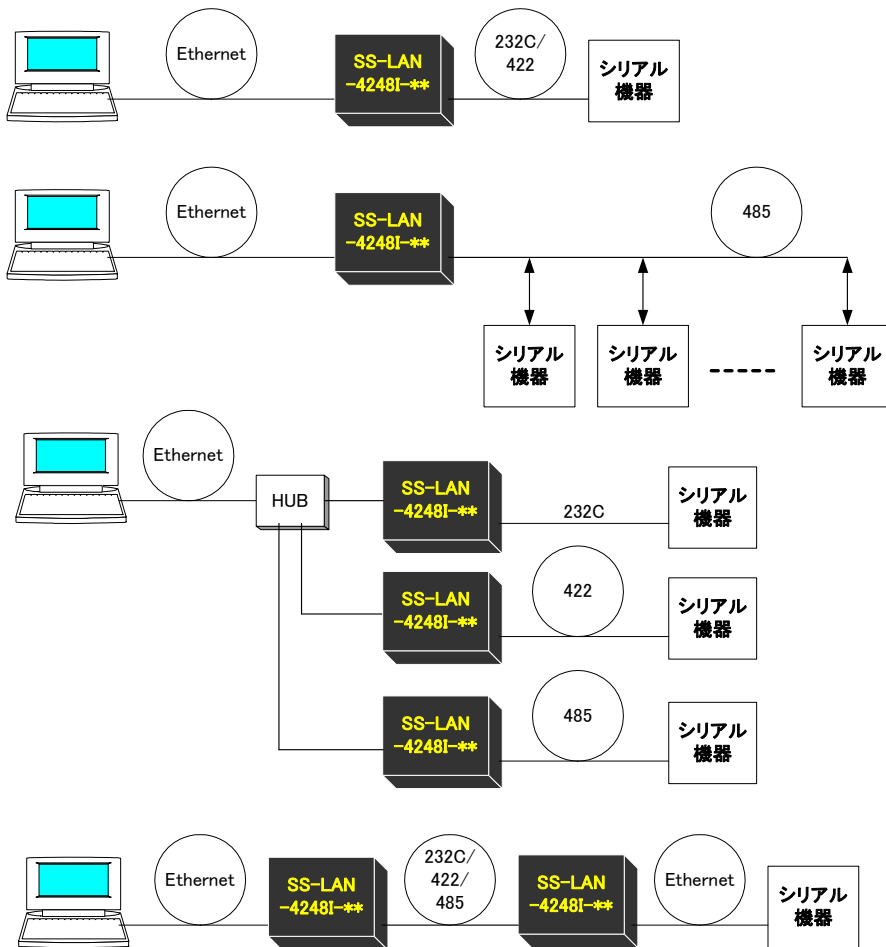 Ethernet
SS-LAN
-4248I-**
232C/
422
シリアル
機器
Ethernet
SS-LAN
-4248I-**
485
シリアル
機器
シリアル
機器
-----
シリアル
機器
Ethernet
HUB
SS-LAN
-4248I-**
232C
シリアル
機器
SS-LAN
-4248I-**
422
シリアル
機器
SS-LAN
-4248I-**
485
シリアル
機器
Ethernet
SS-LAN
-4248I-**
232C/
422/
485
SS-LAN
-4248I-**
Ethernet
シリアル
機器